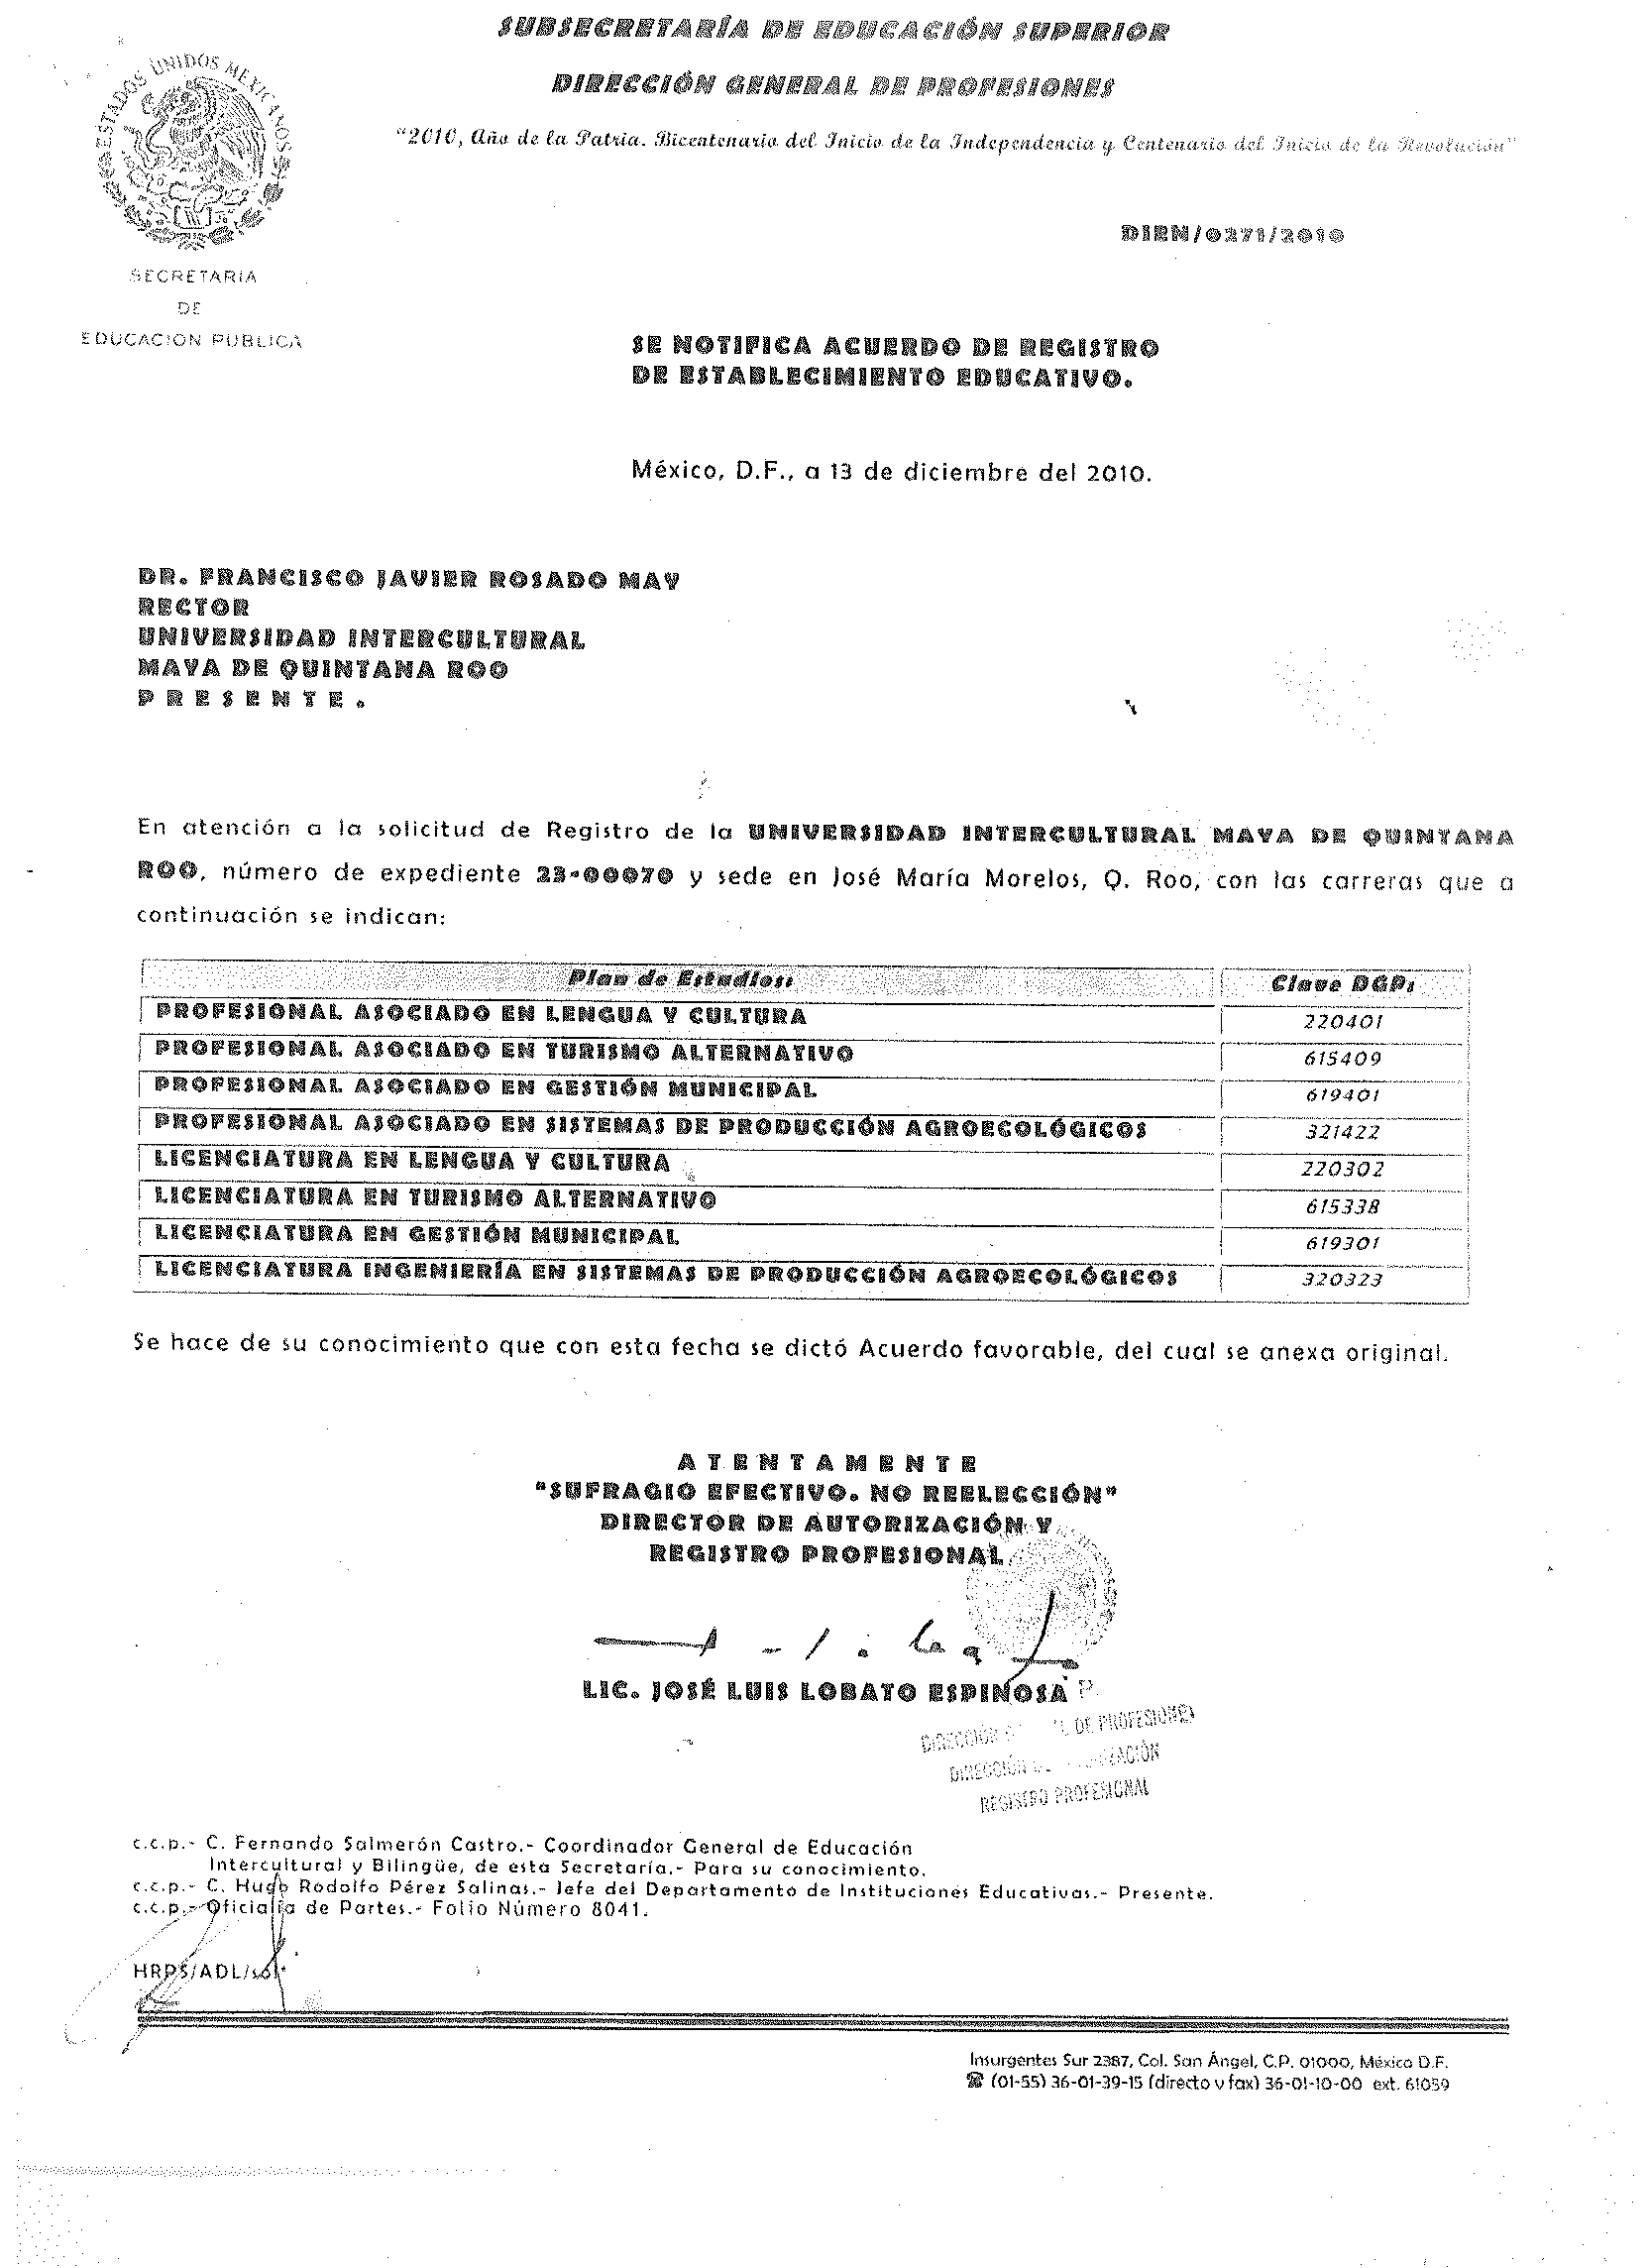 SUBSECRETARÍA DE EDUCACIÓN SUPERIOR
DIRECCIÓN GENERAL DE PROFESIONES
"2010, Año de la Patria. Bicentenario del Inicio de la Independencia y Centenario del Inicio de la Revolución"
ESTADOS UNIDOS MEXICANOS
SECRETARIA
DE
EDUCACION PUBLICA
DIRN/0271/2010
SE NOTIFICA ACUERDO DE REGISTRO
DE ESTABLECIMIENTO EDUCATIVO.
México, D.F., a 13 de diciembre del 2010.
DR. FRANCISCO JAVIER ROSADO MAY
RECTOR
UNIVERSIDAD INTERCULTURAL
MAYA DE QUINTANA ROO
P R E S E N T E .
En atención a la solicitud de Registro de la UNIVERSIDAD INTERCULTURAL MAYA DE QUINTANA
ROO, número de expediente 23-00070 y sede en José María Morelos, Q. Roo, con las carreras que a
continuación se indican:
Plan de Estudios: Clave DGP:
PROFESIONAL ASOCIADO EN LENGUA Y CULTURA 220401
PROFESIONAL ASOCIADO EN TURISMO ALTERNATIVO 615409
PROFESIONAL ASOCIADO EN GESTIÓN MUNICIPAL 619401
PROFESIONAL ASOCIADO EN SISTEMAS DE PRODUCCIÓN AGROECOLÓGICOS 321422
LICENCIATURA EN LENGUA Y CULTURA 220302
LICENCIATURA EN TURISMO ALTERNATIVO 615338
LICENCIATURA EN GESTIÓN MUNICIPAL 619301
LICENCIATURA INGENIERÍA EN SISTEMAS DE PRODUCCIÓN AGROECOLÓGICOS 320323
Se hace de su conocimiento que con esta fecha se dictó Acuerdo favorable, del cual se anexa original.
A T E N T A M E N T E
"SUFRAGIO EFECTIVO. NO REELECCIÓN"
DIRECTOR DE AUTORIZACIÓN Y
REGISTRO PROFESIONAL
LIC. JOSÉ LUIS LOBATO ESPINOSA
DIRECCIÓN DE PROFESIONES
DIRECCIÓN
REGISTRO PROFESIONAL
c.c.p.- C. Fernando Salmerón Castro.- Coordinador General de Educación
Intercultural y Bilingüe, de esta Secretaría.- Para su conocimiento.
c.c.p.- C. Hugo Rodolfo Pérez Salinas.- Jefe del Departamento de Instituciones Educativas.- Presente.
c.c.p.- Oficialía de Partes.- Folio Número 8041.
HRPS/ADL/sol*
Insurgentes Sur 2387, Col. San Ángel, C.P. 01000, México D.F.
☎ (01-55) 36-01-39-15 (directo y fax) 36-01-10-00 ext. 61059